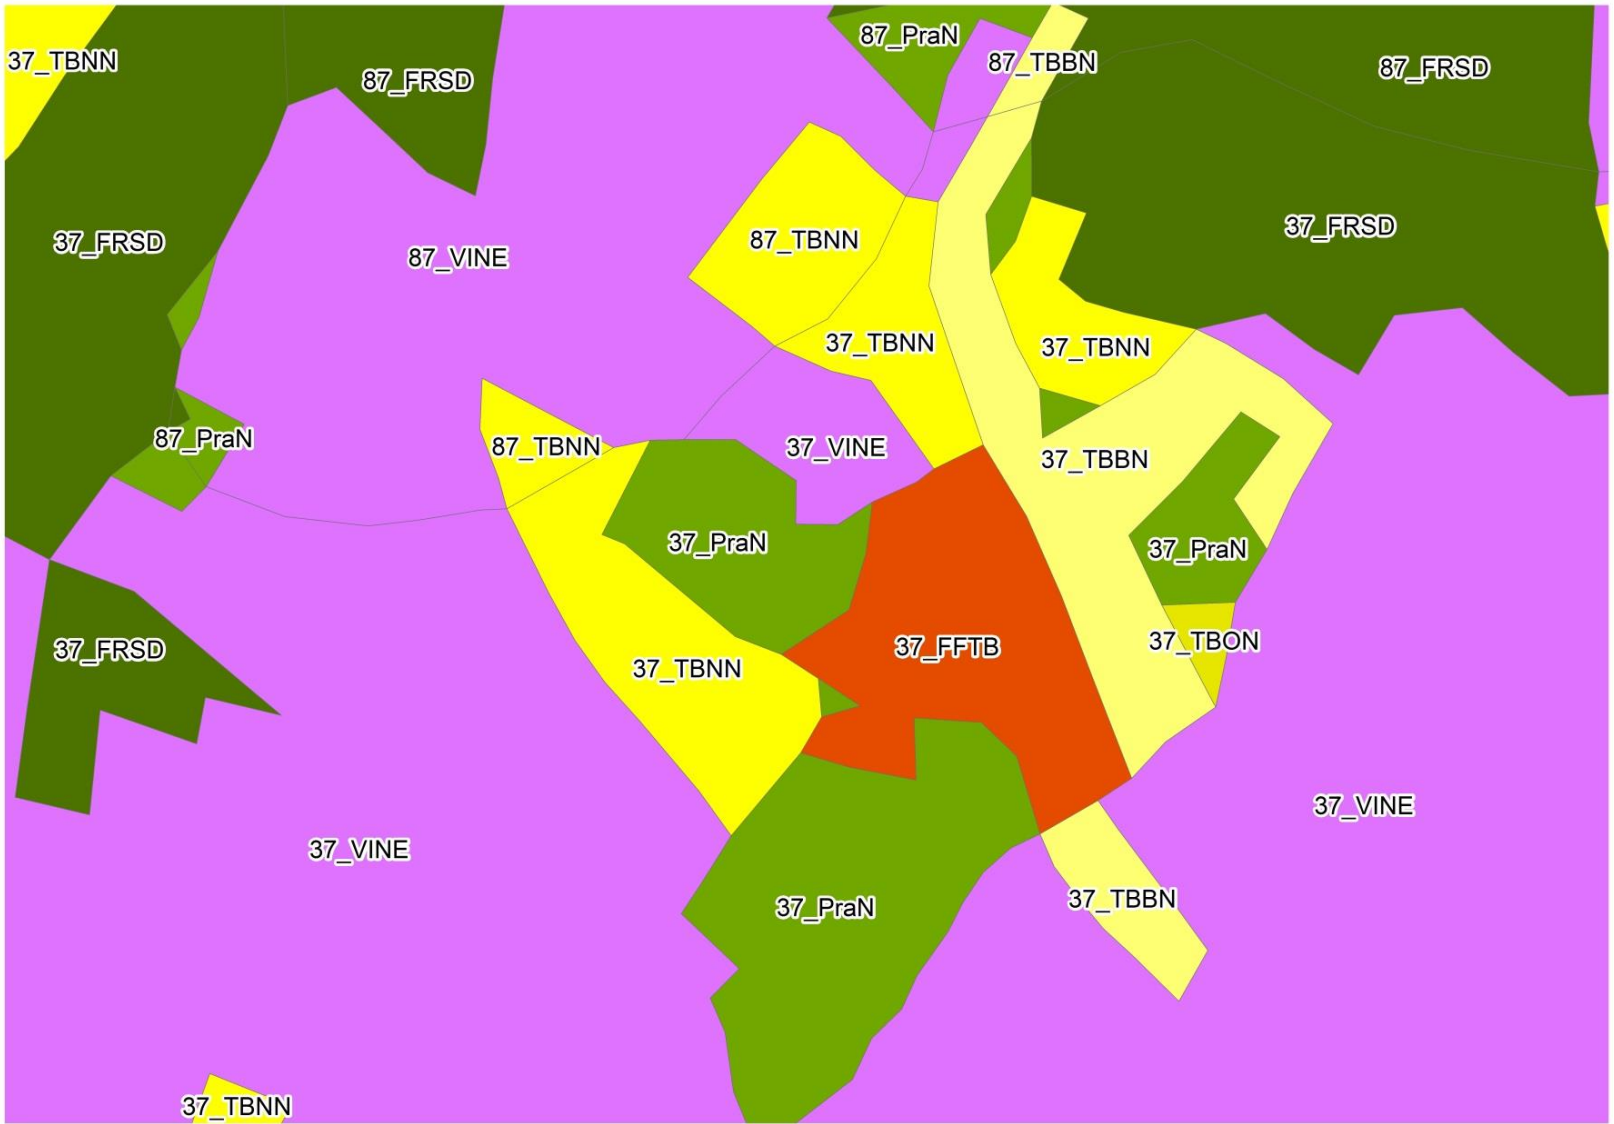 87_PraN
37_TBNN
87_TBBN
87_FRSD
87_FRSD
37_FRSD
37_FRSD
87_TBNN
87_VINE
37_TBNN
37_TBNN
87_PraN
87_TBNN
37_VINE
37_TBBN
37_PraN
37_PraN
37_TBON
37_FRSD
37_FFTB
37_TBNN
37_VINE
37_VINE
37_TBBN
37_PraN
37_TBNN